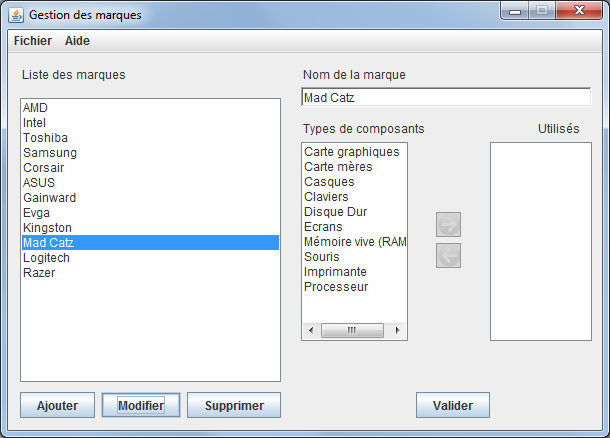 Gestion des marques
Fichier Aide
Liste des marques
AMD
Intel
Toshiba
Samsung
Corsair
ASUS
Gainward
Evga
Kingston
Mad Catz
Logitech
Razer
Ajouter Modifier Supprimer
Nom de la marque
Mad Catz
Types de composants Utilisés
Carte graphiques
Carte mères
Casques
Claviers
Disque Dur
Ecrans
Mémoire vive (RAM
Souris
Imprimante
Processeur
Valider